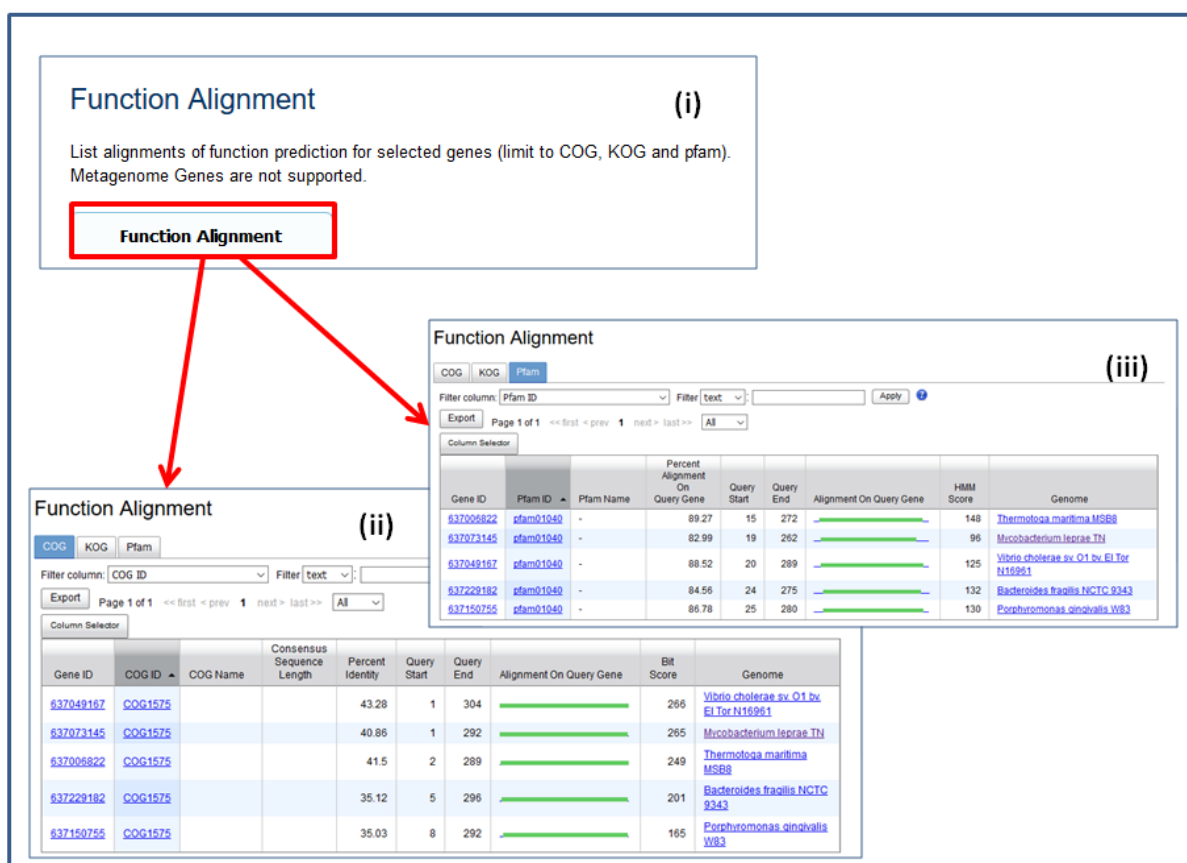 Function Alignment
(i)
List alignments of function prediction for selected genes (limit to COG, KOG and pfam).
Metagenome Genes are not supported.
Function Alignment
Function Alignment
(iii)
COG KOG Pfam
Filter column: Pfam ID Filter text : Apply ?
Export Page 1 of 1 << first < prev 1 next > last >> All
Column Selector
Gene ID Pfam ID Pfam Name Percent Alignment On Query Gene Query Start Query End Alignment On Query Gene HMM Score Genome
637006822 pfam01040 - 89.27 15 272 148 Thermotoga maritima MSB8
637073145 pfam01040 - 82.99 19 262 96 Mycobacterium leprae TN
637049167 pfam01040 - 88.52 20 289 125 Vibrio cholerae sv. O1 bv. El Tor N16961
637229182 pfam01040 - 84.56 24 275 132 Bacteroides fragilis NCTC 9343
637150755 pfam01040 - 86.78 25 280 130 Porphyromonas gingivalis W83
Function Alignment
(ii)
COG KOG Pfam
Filter column: COG ID Filter text :
Export Page 1 of 1 << first < prev 1 next > last >> All
Column Selector
Gene ID COG ID COG Name Consensus Sequence Length Percent Identity Query Start Query End Alignment On Query Gene Bit Score Genome
637049167 COG1575 43.28 1 304 266 Vibrio cholerae sv. O1 bv. El Tor N16961
637073145 COG1575 40.86 1 292 265 Mycobacterium leprae TN
637006822 COG1575 41.5 2 289 249 Thermotoga maritima MSB8
637229182 COG1575 35.12 5 296 201 Bacteroides fragilis NCTC 9343
637150755 COG1575 35.03 8 292 165 Porphyromonas gingivalis W83